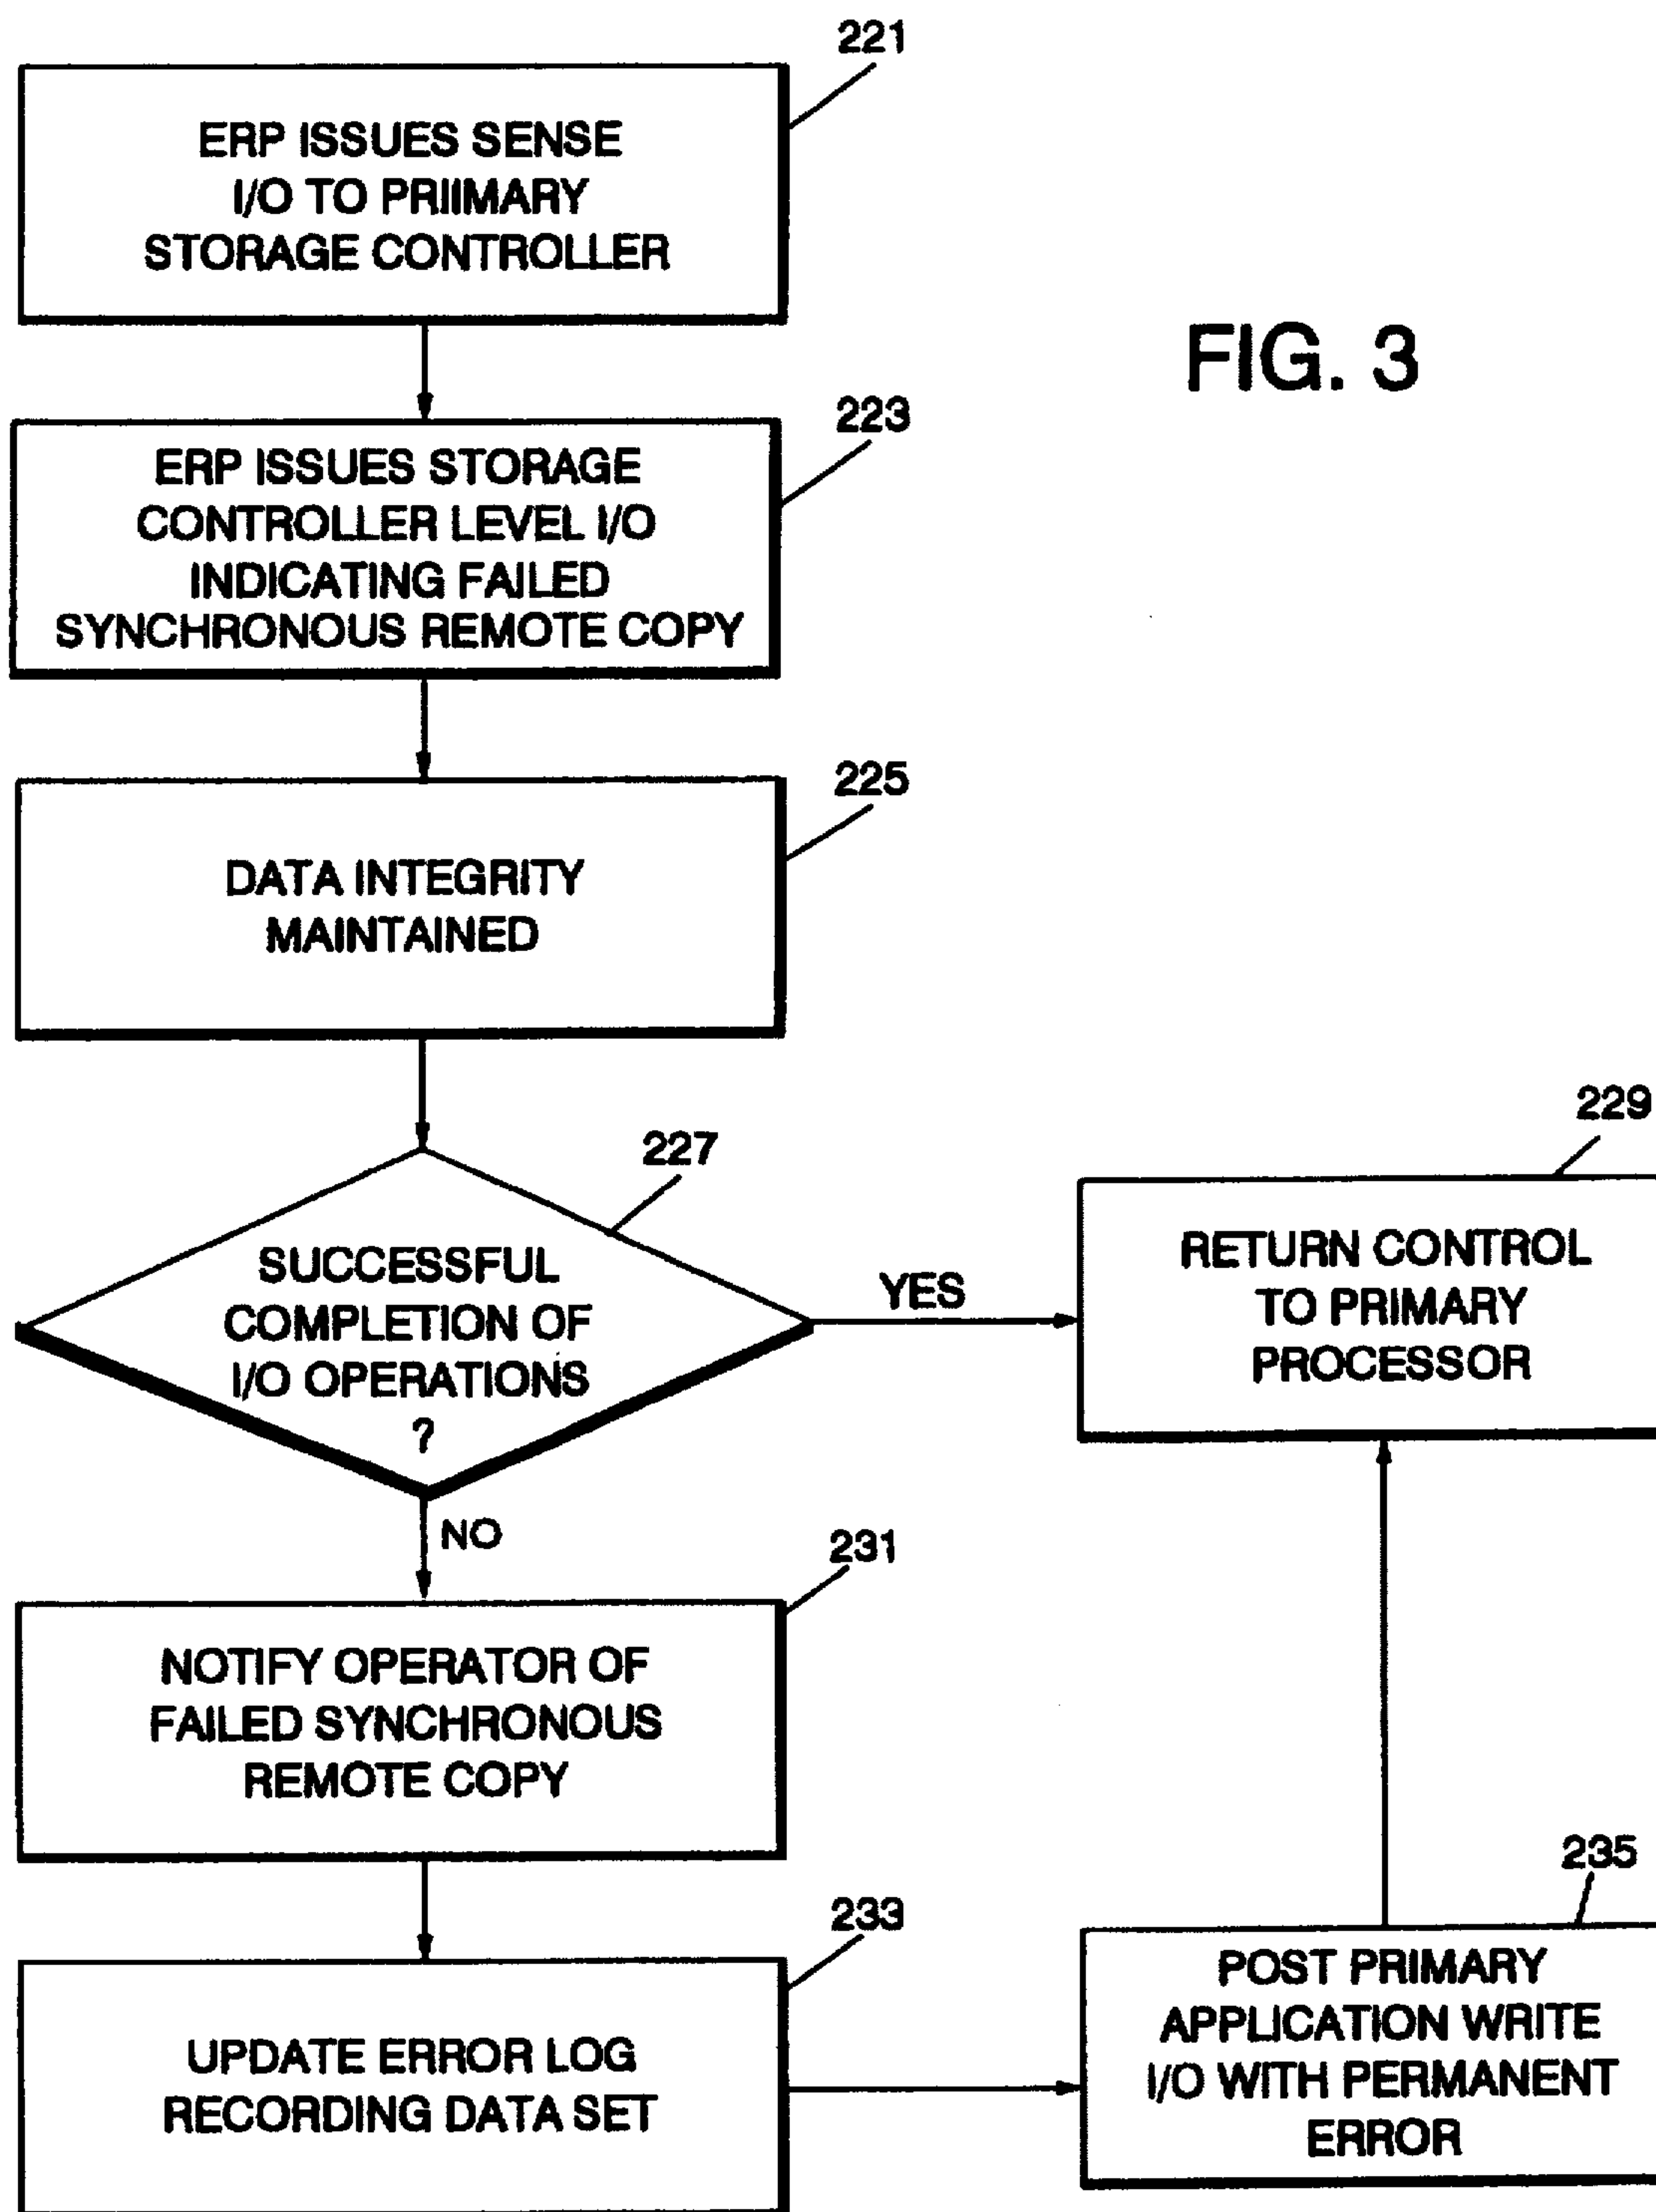 221
ERP ISSUES SENSE
I/O TO PRIIMARY
STORAGE CONTROLLER
FIG. 3
223
ERP ISSUES STORAGE
CONTROLLER LEVEL I/O
INDICATING FAILED
SYNCHRONOUS REMOTE COPY
225
DATA INTEGRITY
MAINTAINED
227
SUCCESSFUL
COMPLETION OF
I/O OPERATIONS
?
YES
229
RETURN CONTROL
TO PRIMARY
PROCESSOR
NO
231
NOTIFY OPERATOR OF
FAILED SYNCHRONOUS
REMOTE COPY
233
UPDATE ERROR LOG
RECORDING DATA SET
235
POST PRIMARY
APPLICATION WRITE
I/O WITH PERMANENT
ERROR